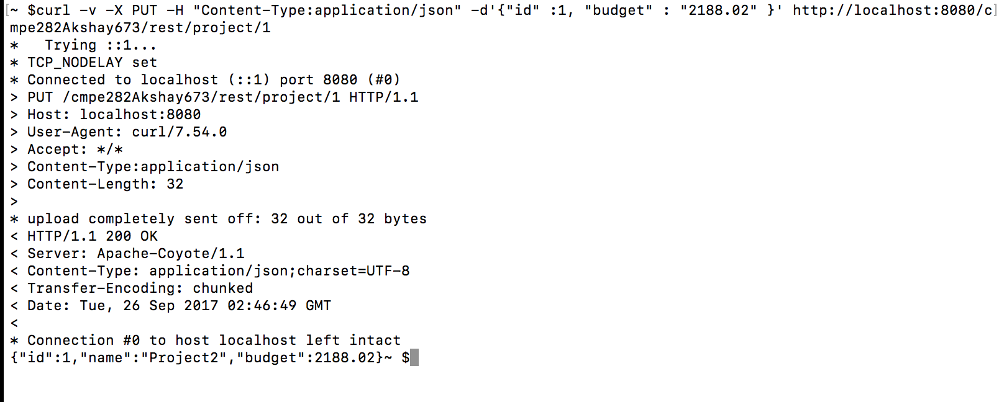 [~ $curl -v -X PUT -H "Content-Type:application/json" -d'{"id" :1, "budget" : "2188.02" }' http://localhost:8080/c]
mpe282Akshay673/rest/project/1
*   Trying ::1...
* TCP_NODELAY set
* Connected to localhost (::1) port 8080 (#0)
> PUT /cmpe282Akshay673/rest/project/1 HTTP/1.1
> Host: localhost:8080
> User-Agent: curl/7.54.0
> Accept: */*
> Content-Type:application/json
> Content-Length: 32
>
* upload completely sent off: 32 out of 32 bytes
< HTTP/1.1 200 OK
< Server: Apache-Coyote/1.1
< Content-Type: application/json;charset=UTF-8
< Transfer-Encoding: chunked
< Date: Tue, 26 Sep 2017 02:46:49 GMT
<
* Connection #0 to host localhost left intact
{"id":1,"name":"Project2","budget":2188.02}~ $